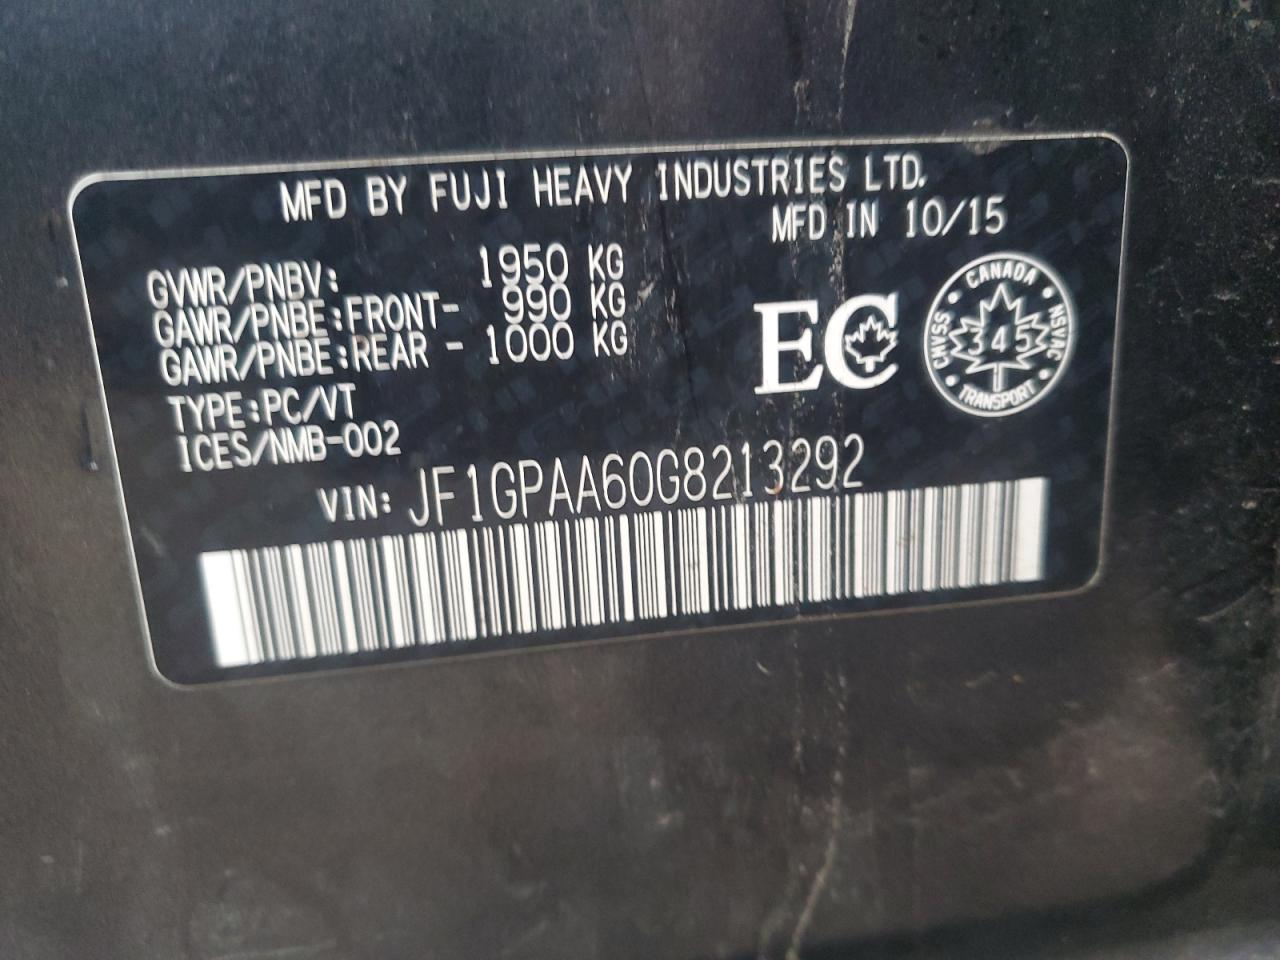 MFD BY FUJI HEAVY INDUSTRIES LTD.
MFD IN 10/15
GVWR/PNBV: 1950 KG
GAWR/PNBE:FRONT- 990 KG
GAWR/PNBE:REAR - 1000 KG
TYPE:PC/VT
ICES/NMB-002
EC
CANADA
CMVSS 345 NSVAC
TRANSPORT
VIN: JF1GPAA60G8213292